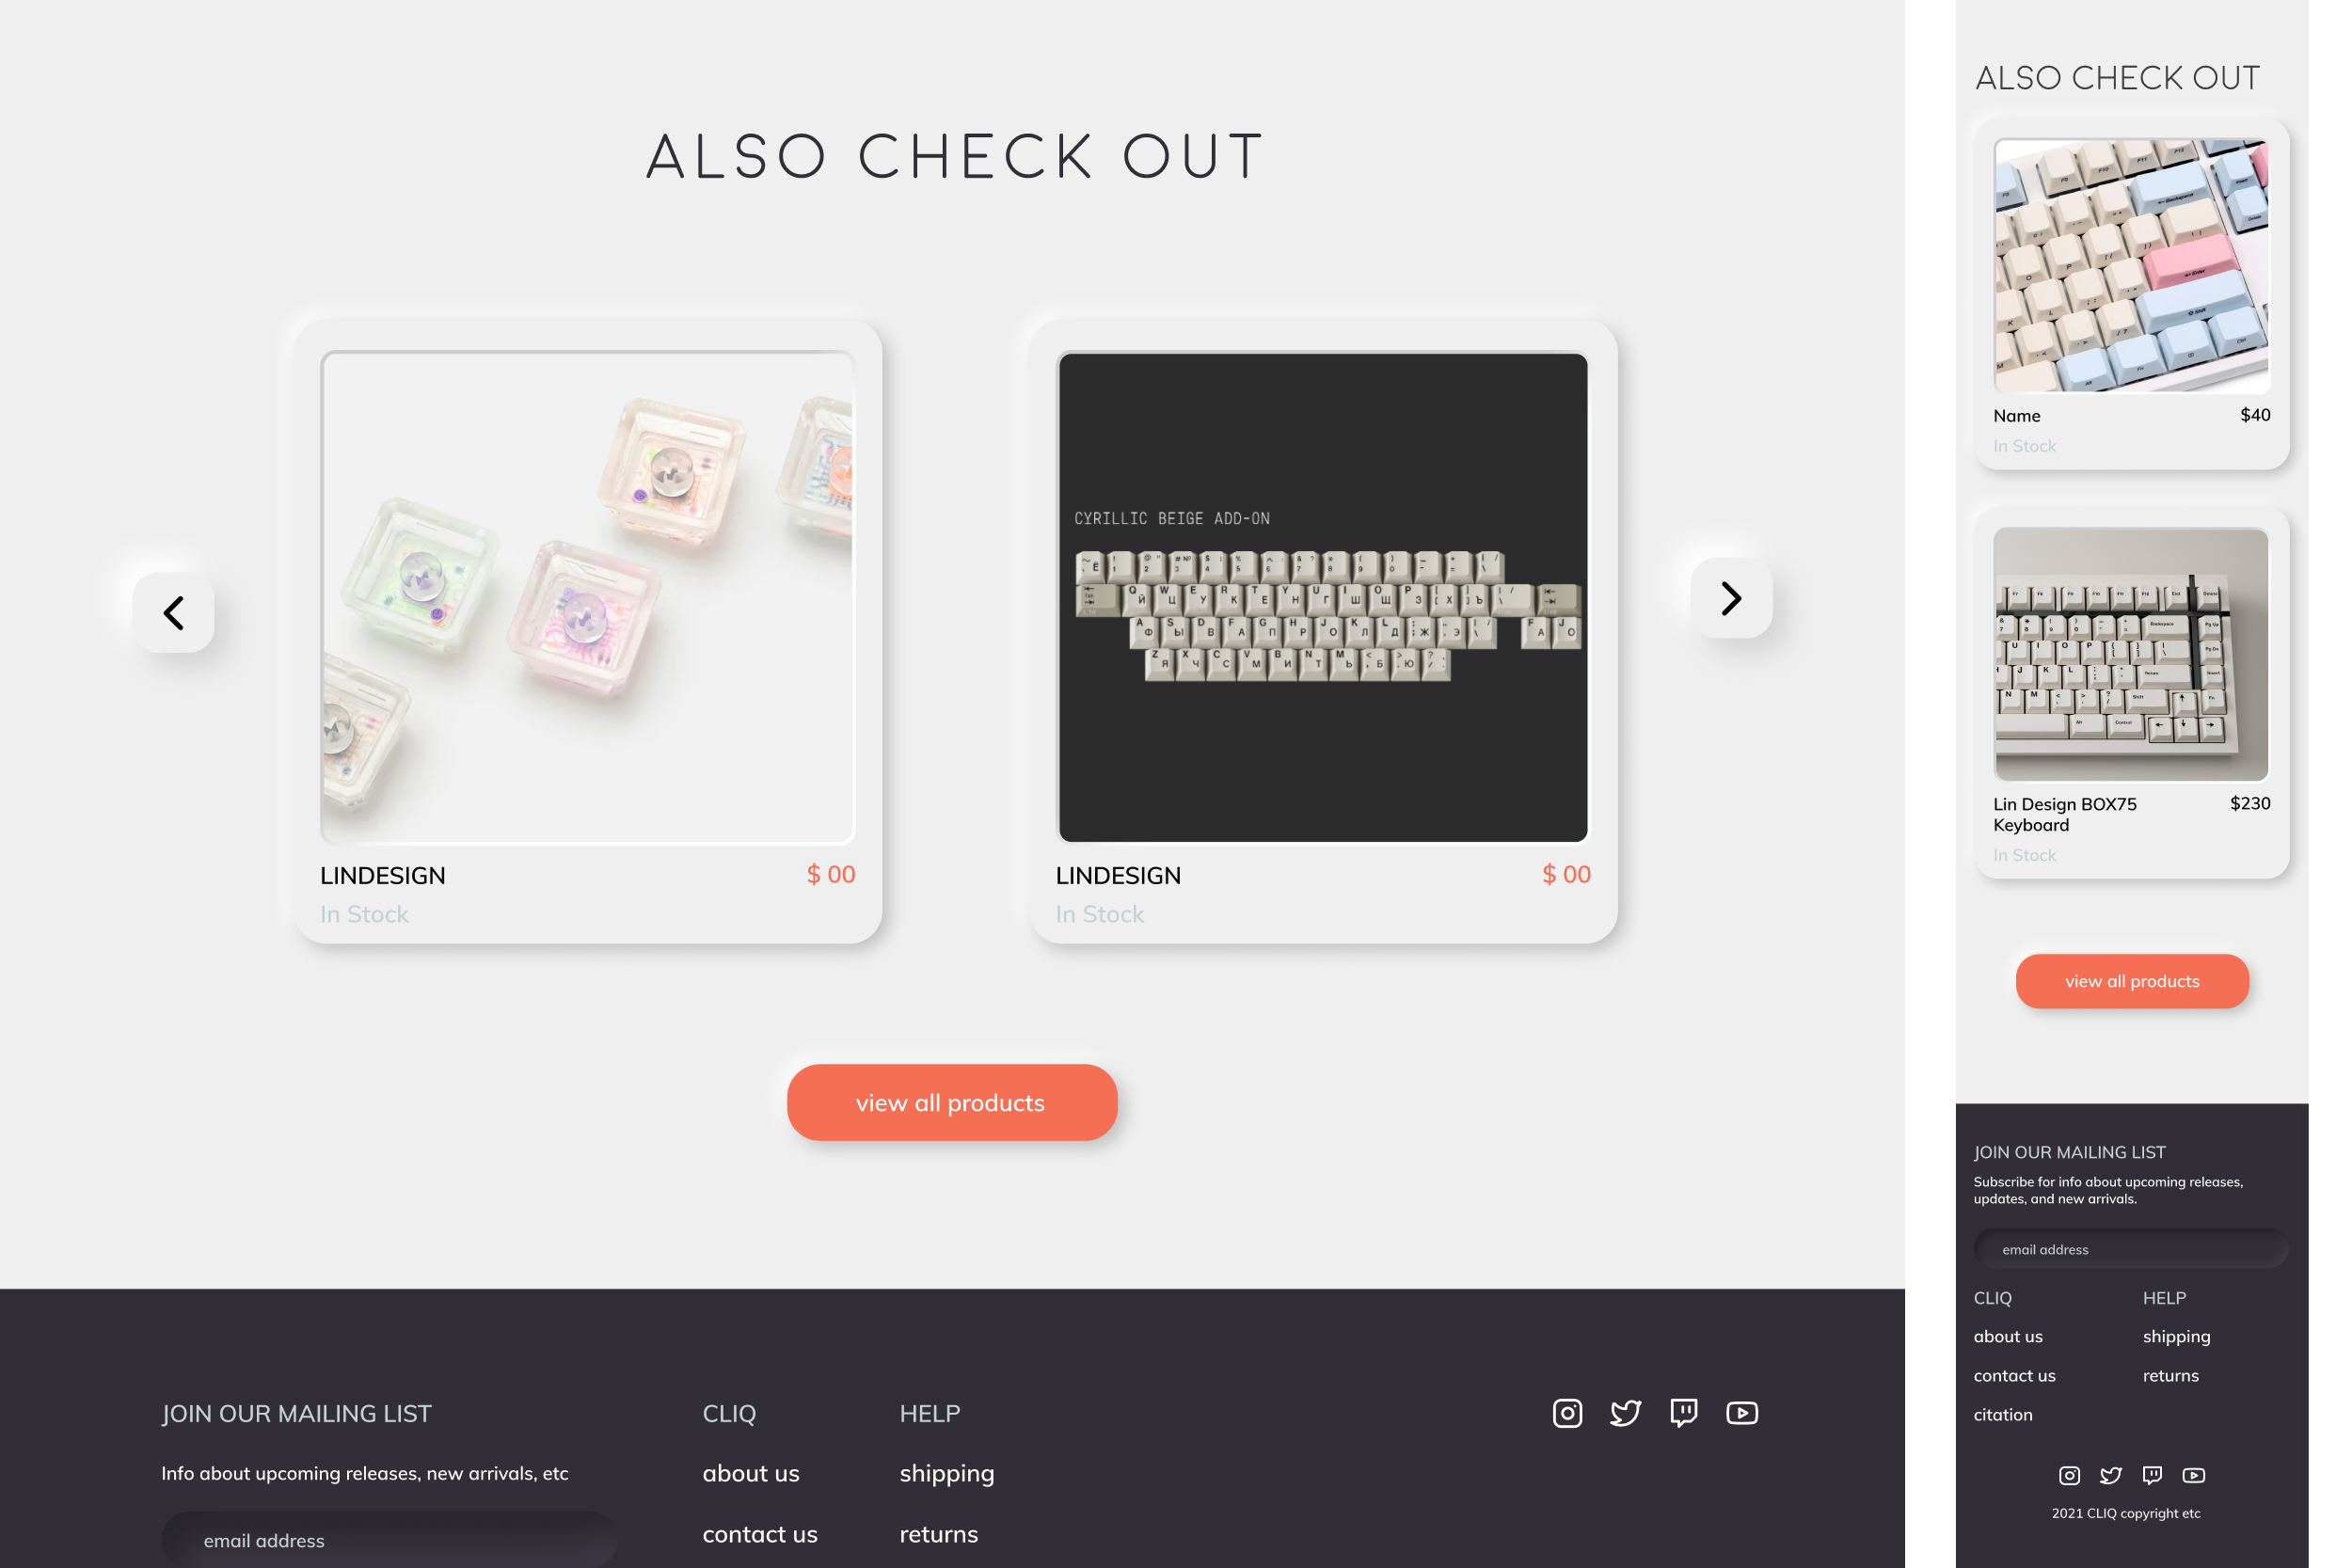 ALSO CHECK OUT
CYRILLIC BEIGE ADD-ON
LINDESIGN
$ 00
In Stock
LINDESIGN
$ 00
In Stock
view all products
JOIN OUR MAILING LIST
Info about upcoming releases, new arrivals, etc
email address
CLIQ
about us
contact us
HELP
shipping
returns
ALSO CHECK OUT
Name
$40
In Stock
Lin Design BOX75
Keyboard
$230
In Stock
view all products
JOIN OUR MAILING LIST
Subscribe for info about upcoming releases,
updates, and new arrivals.
email address
CLIQ
about us
contact us
citation
HELP
shipping
returns
2021 CLIQ copyright etc